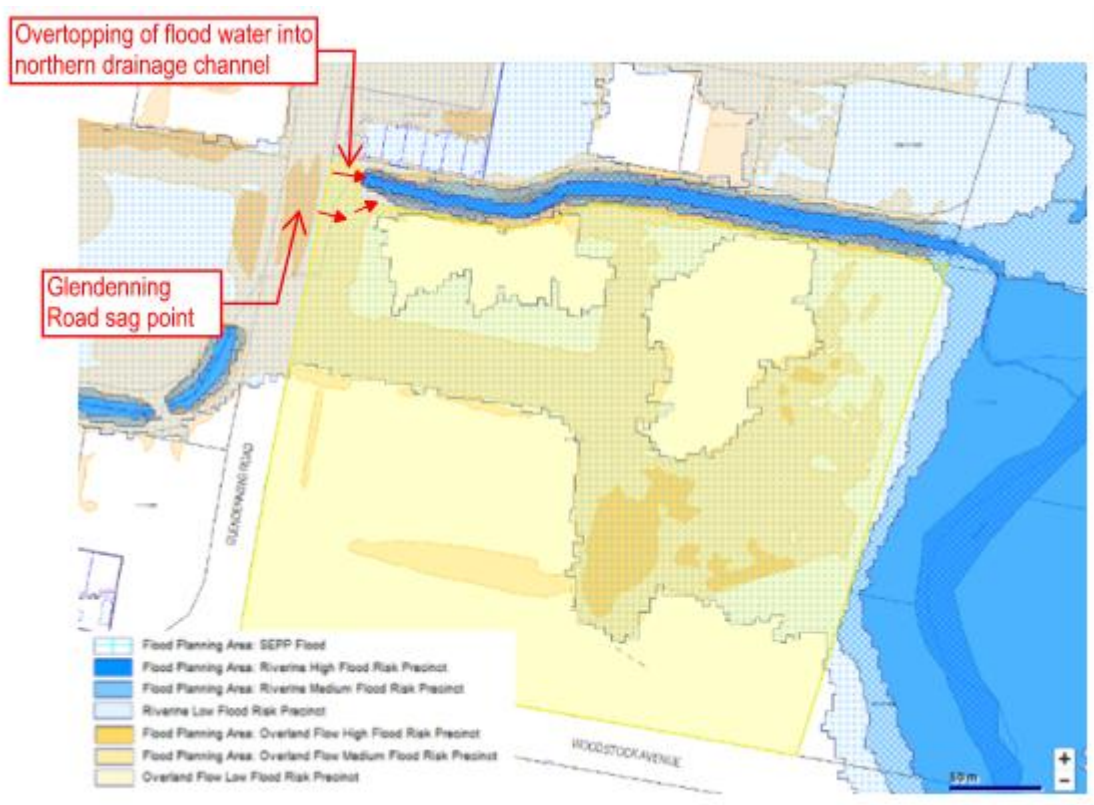 Overtopping of flood water into
northern drainage channel
Glendenning
Road sag point
GLENDENNING ROAD
Flood Planning Area: SEPP Flood
Flood Planning Area: Riverine High Flood Risk Precinct
Flood Planning Area: Riverine Medium Flood Risk Precinct
Riverine Low Flood Risk Precinct
Flood Planning Area: Overland Flow High Flood Risk Precinct
Flood Planning Area: Overland Flow Medium Flood Risk Precinct
Overland Flow Low Flood Risk Precinct
WOODSTOCK AVENUE
50 m
+
-